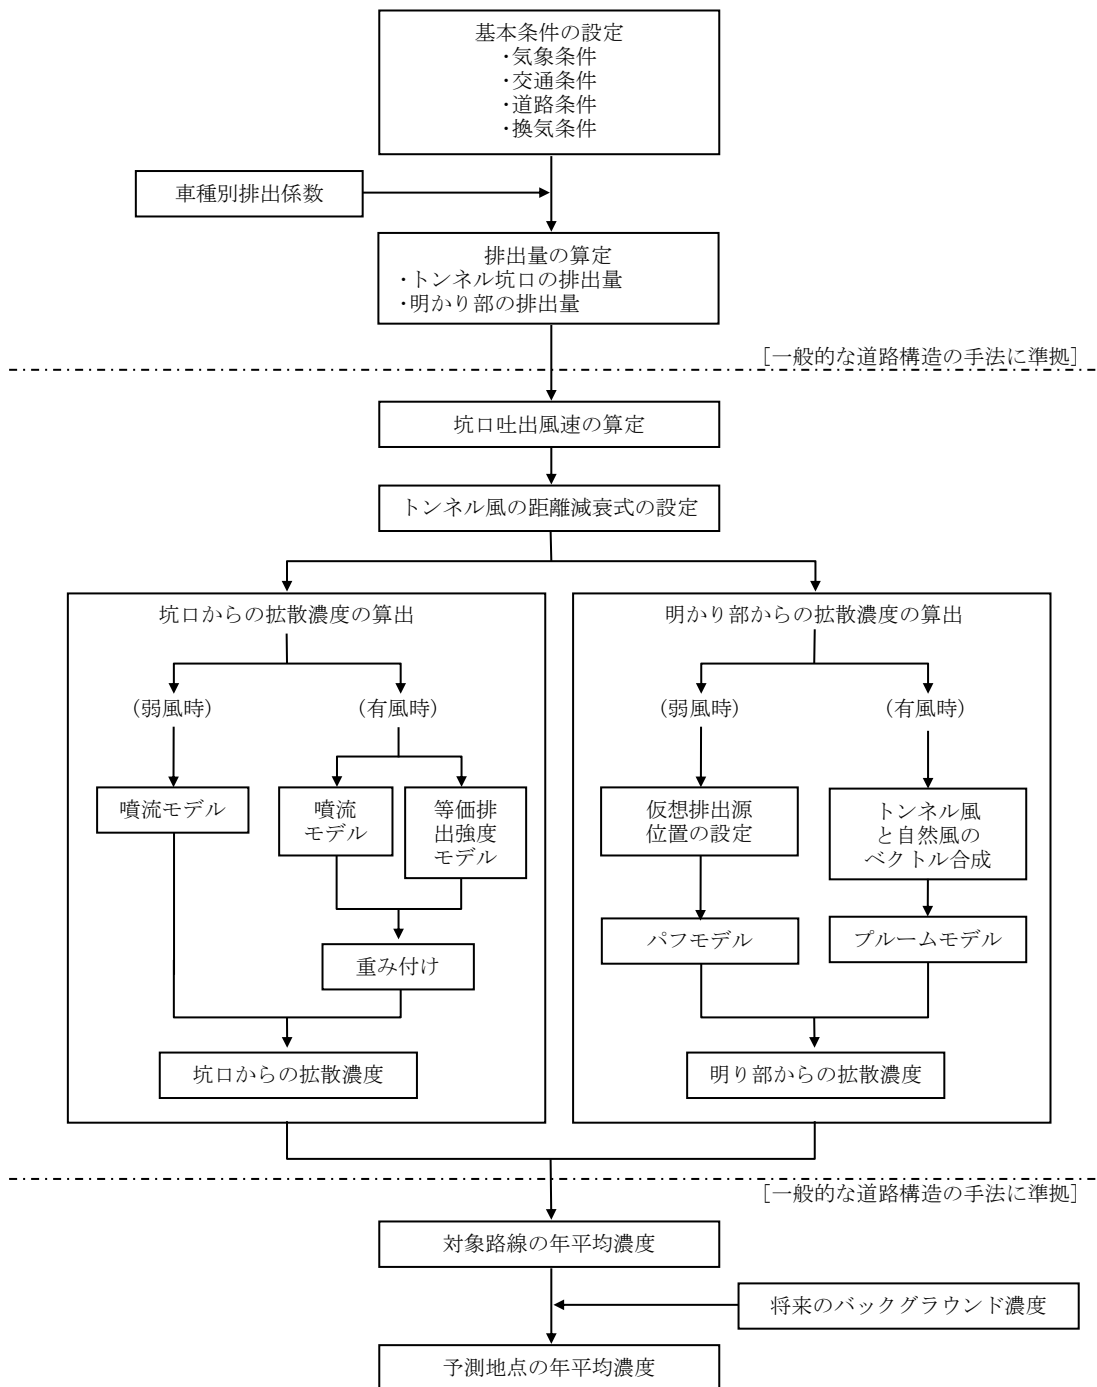 基本条件の設定
・気象条件
・交通条件
・道路条件
・換気条件
車種別排出係数
排出量の算定
・トンネル坑口の排出量
・明かり部の排出量
［一般的な道路構造の手法に準拠］
坑口吐出風速の算定
トンネル風の距離減衰式の設定
坑口からの拡散濃度の算出
（弱風時）
（有風時）
噴流モデル
噴流
モデル
等価排
出強度
モデル
重み付け
坑口からの拡散濃度
明かり部からの拡散濃度の算出
（弱風時）
（有風時）
仮想排出源
位置の設定
トンネル風
と自然風の
ベクトル合成
パフモデル
プルームモデル
明り部からの拡散濃度
［一般的な道路構造の手法に準拠］
対象路線の年平均濃度
将来のバックグラウンド濃度
予測地点の年平均濃度